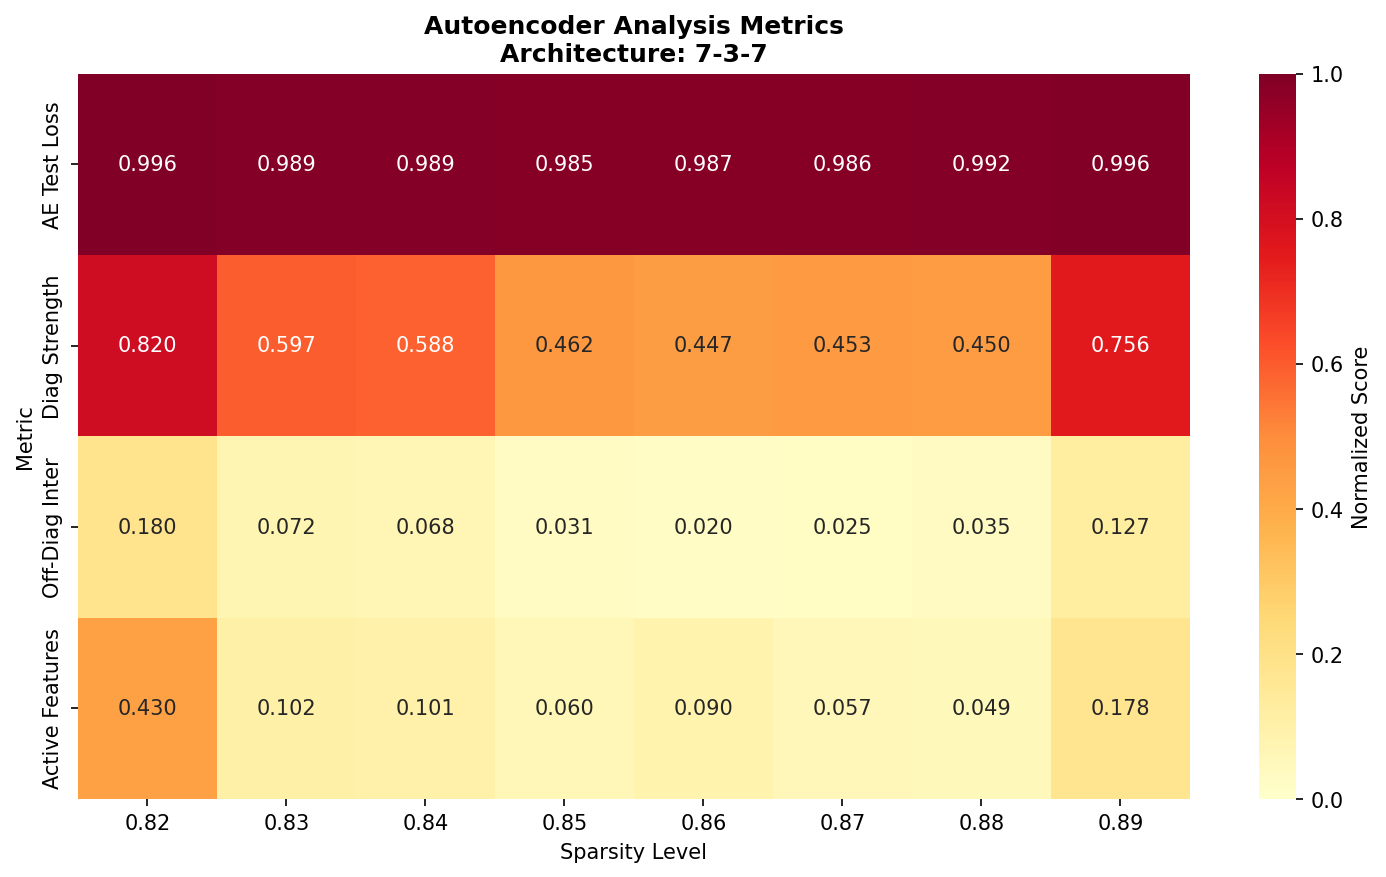 Autoencoder Analysis Metrics
Architecture: 7-3-7
Metric
AE Test Loss
0.996 0.989 0.989 0.985 0.987 0.986 0.992 0.996
Diag Strength
0.820 0.597 0.588 0.462 0.447 0.453 0.450 0.756
Off-Diag Inter
0.180 0.072 0.068 0.031 0.020 0.025 0.035 0.127
Active Features
0.430 0.102 0.101 0.060 0.090 0.057 0.049 0.178
0.82 0.83 0.84 0.85 0.86 0.87 0.88 0.89
Sparsity Level
1.0
0.8
0.6
0.4
0.2
0.0
Normalized Score